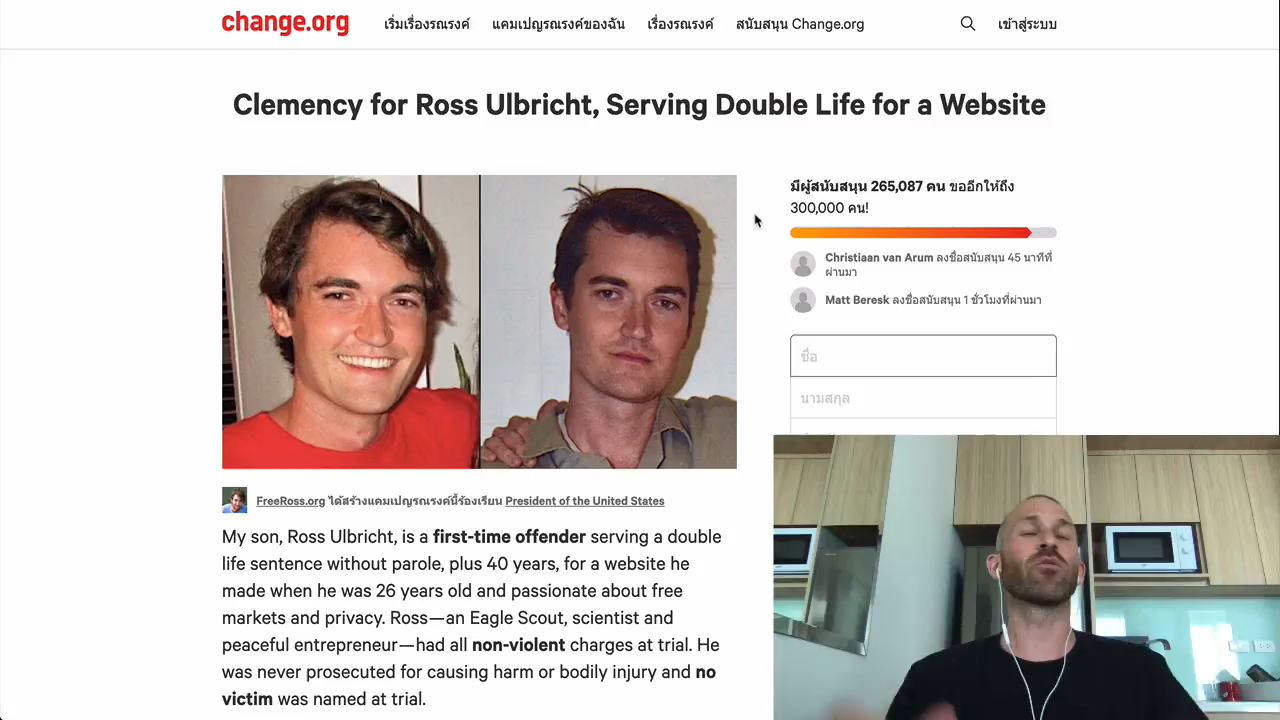 change.org
เริ่มเรื่องรณรงค์
แคมเปญรณรงค์ของฉัน
เรื่องรณรงค์
สนับสนุน Change.org
เข้าสู่ระบบ
Clemency for Ross Ulbricht, Serving Double Life for a Website
มีผู้สนับสนุน 265,087 คน ขออีกให้ถึง
300,000 คน!
Christiaan van Arum ลงชื่อสนับสนุน 45 นาทีที่
ผ่านมา
Matt Beresk ลงชื่อสนับสนุน 1 ชั่วโมงที่ผ่านมา
ชื่อ
นามสกุล
FreeRoss.org ได้สร้างแคมเปญรณรงค์นี้ร้องเรียน President of the United States
My son, Ross Ulbricht, is a first-time offender serving a double
life sentence without parole, plus 40 years, for a website he
made when he was 26 years old and passionate about free
markets and privacy. Ross—an Eagle Scout, scientist and
peaceful entrepreneur—had all non-violent charges at trial. He
was never prosecuted for causing harm or bodily injury and no
victim was named at trial.